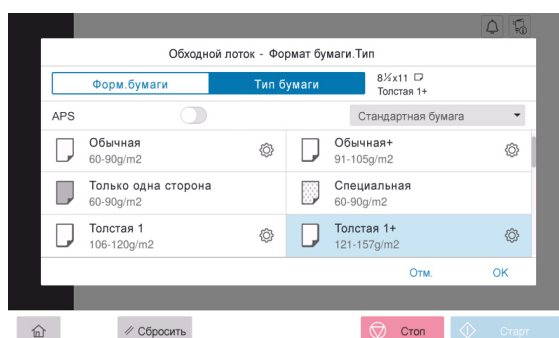 Обходной лоток - Формат бумаги.Тип
Форм.бумаги
Тип бумаги
8½x11
Толстая 1+
APS
Стандартная бумага
Обычная
60-90g/m2
Обычная+
91-105g/m2
Только одна сторона
60-90g/m2
Специальная
60-90g/m2
Толстая 1
106-120g/m2
Толстая 1+
121-157g/m2
Отм.
OK
Сбросить
Стоп
Старт